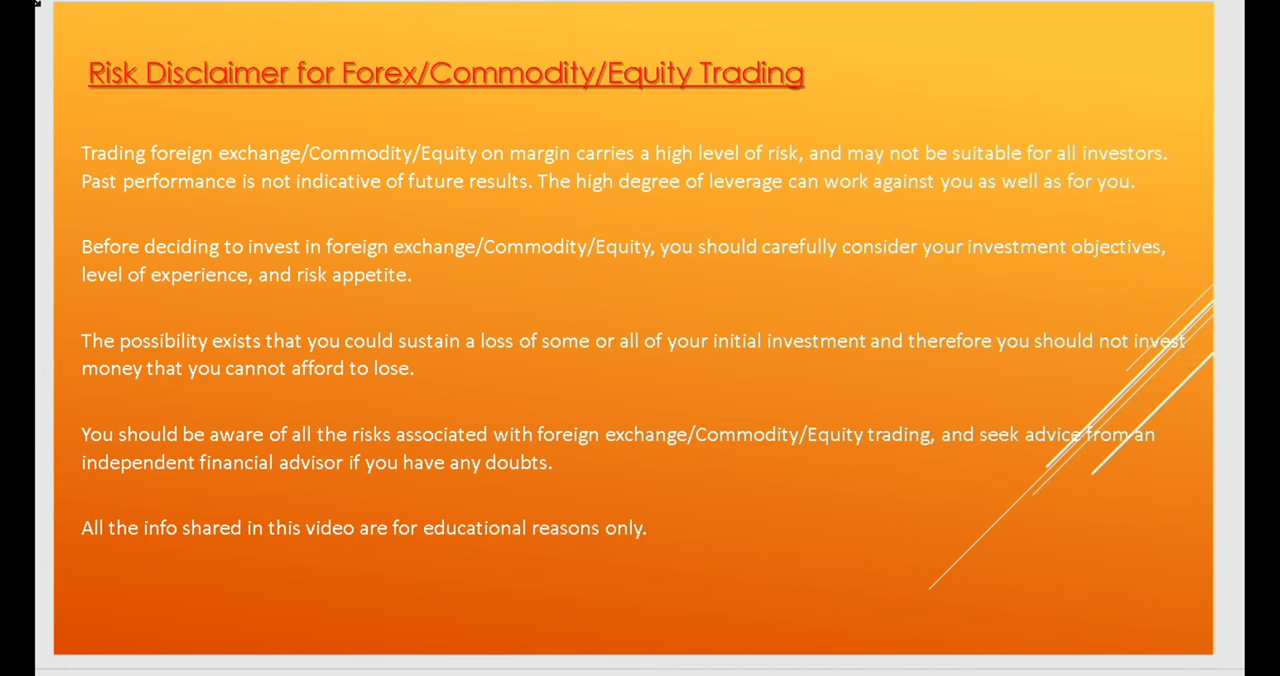 Risk Disclaimer for Forex/Commodity/Equity Trading
Trading foreign exchange/Commodity/Equity on margin carries a high level of risk, and may not be suitable for all investors.
Past performance is not indicative of future results. The high degree of leverage can work against you as well as for you.
Before deciding to invest in foreign exchange/Commodity/Equity, you should carefully consider your investment objectives,
level of experience, and risk appetite.
The possibility exists that you could sustain a loss of some or all of your initial investment and therefore you should not invest
money that you cannot afford to lose.
You should be aware of all the risks associated with foreign exchange/Commodity/Equity trading, and seek advice from an
independent financial advisor if you have any doubts.
All the info shared in this video are for educational reasons only.